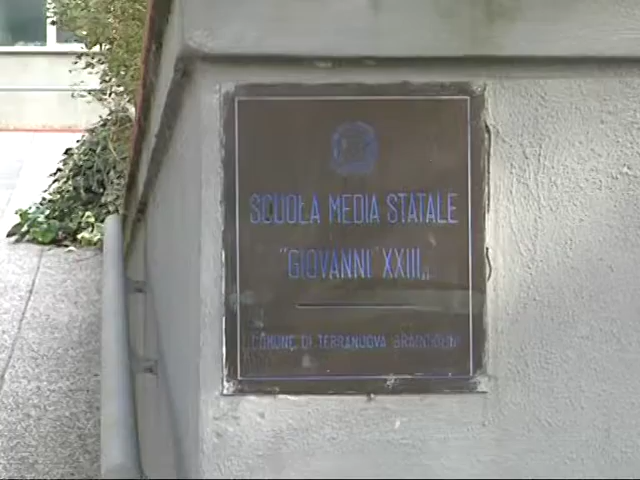 SCUOLA MEDIA STATALE
"GIOVANNI XXIII„
COMUNE DI TERRANUOVA BRACCIOLINI